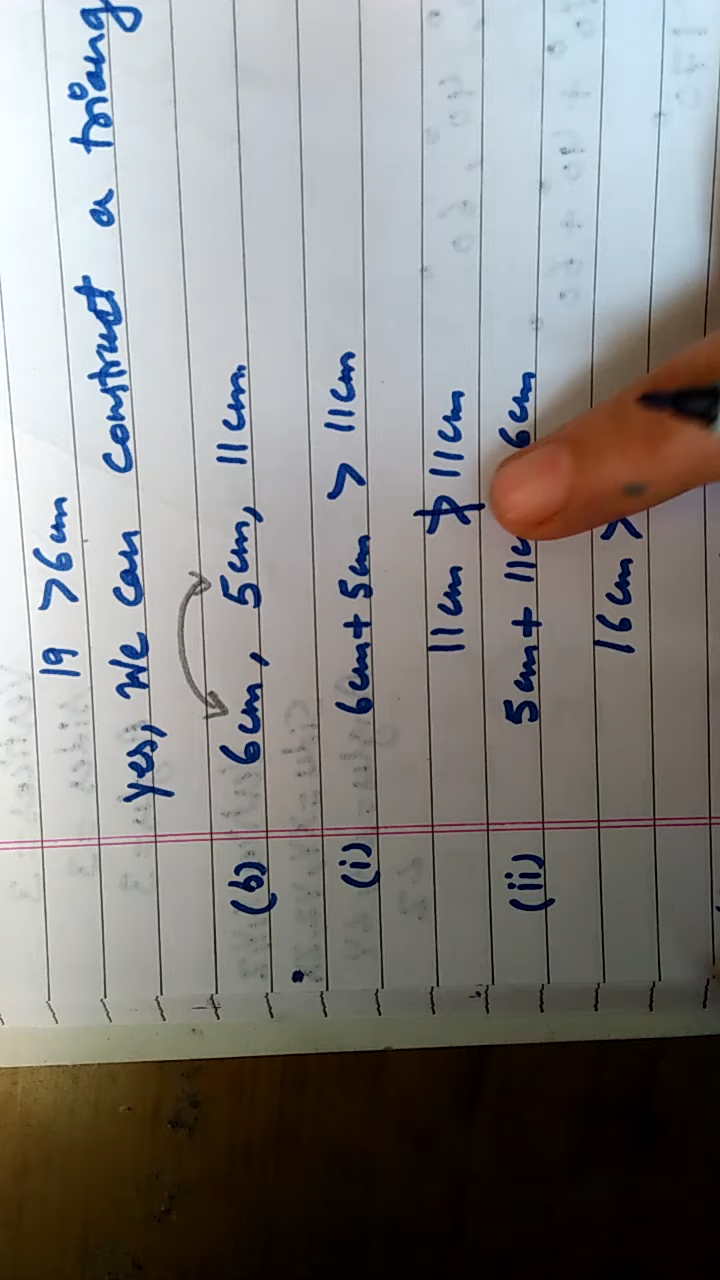 19 > 6cm
yes, We can construct a triang
(b) 6cm, 5cm, 11cm.
(i) 6cm + 5cm > 11cm
11cm ≯ 11cm
(ii) 5cm + 11c 6cm
16cm >